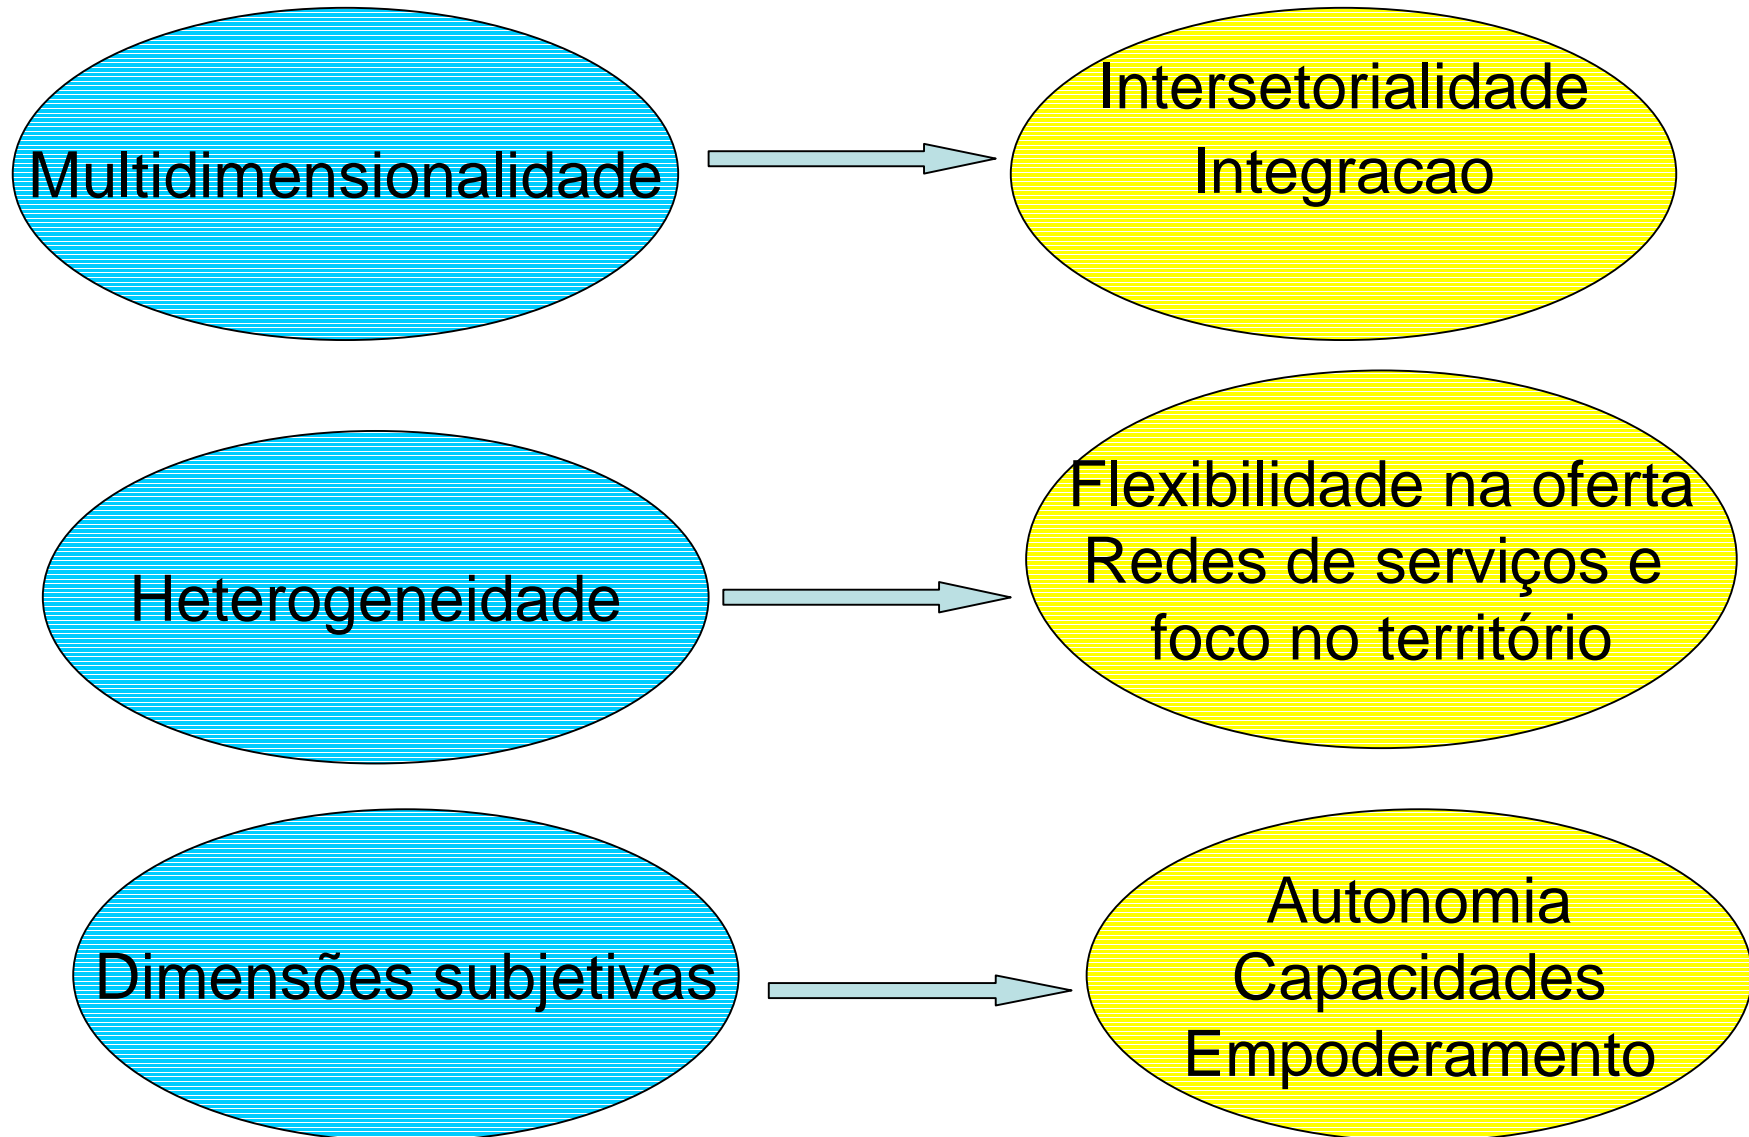 Multidimensionalidade
Intersetorialidade
Integracao
Heterogeneidade
Flexibilidade na oferta
Redes de serviços e
foco no território
Dimensões subjetivas
Autonomia
Capacidades
Empoderamento